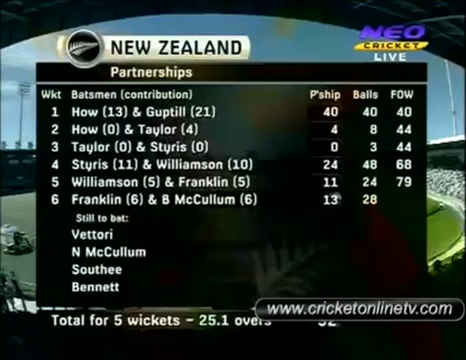 NEW ZEALAND
NEO
CRICKET
LIVE
Partnerships
Wkt Batsmen (contribution) P'ship Balls FOW
1 How (13) & Guptill (21) 40 40 40
2 How (0) & Taylor (4) 4 8 44
3 Taylor (0) & Styris (0) 0 3 44
4 Styris (11) & Williamson (10) 24 48 68
5 Williamson (5) & Franklin (5) 11 24 79
6 Franklin (6) & B McCullum (6) 13 28
Still to bat:
Vettori
N McCullum
Southee
Bennett
www.cricketonlinetv.com
Total for 5 wickets - 25.1 overs